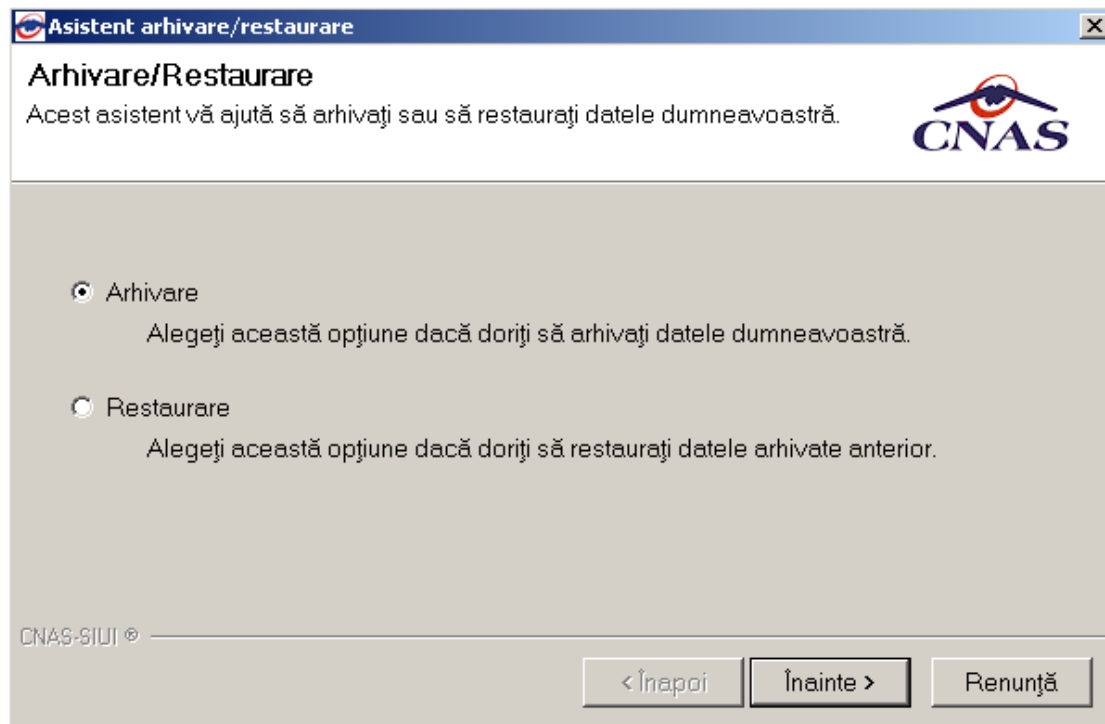 Asistent arhivare/restaurare
Arhivare/Restaurare
Acest asistent vă ajută să arhivaţi sau să restauraţi datele dumneavoastră.
CNAS
Arhivare
Alegeţi această opţiune dacă doriţi să arhivaţi datele dumneavoastră.
Restaurare
Alegeţi această opţiune dacă doriţi să restauraţi datele arhivate anterior.
CNAS-SIUI ®
< Înapoi
Înainte >
Renunţă